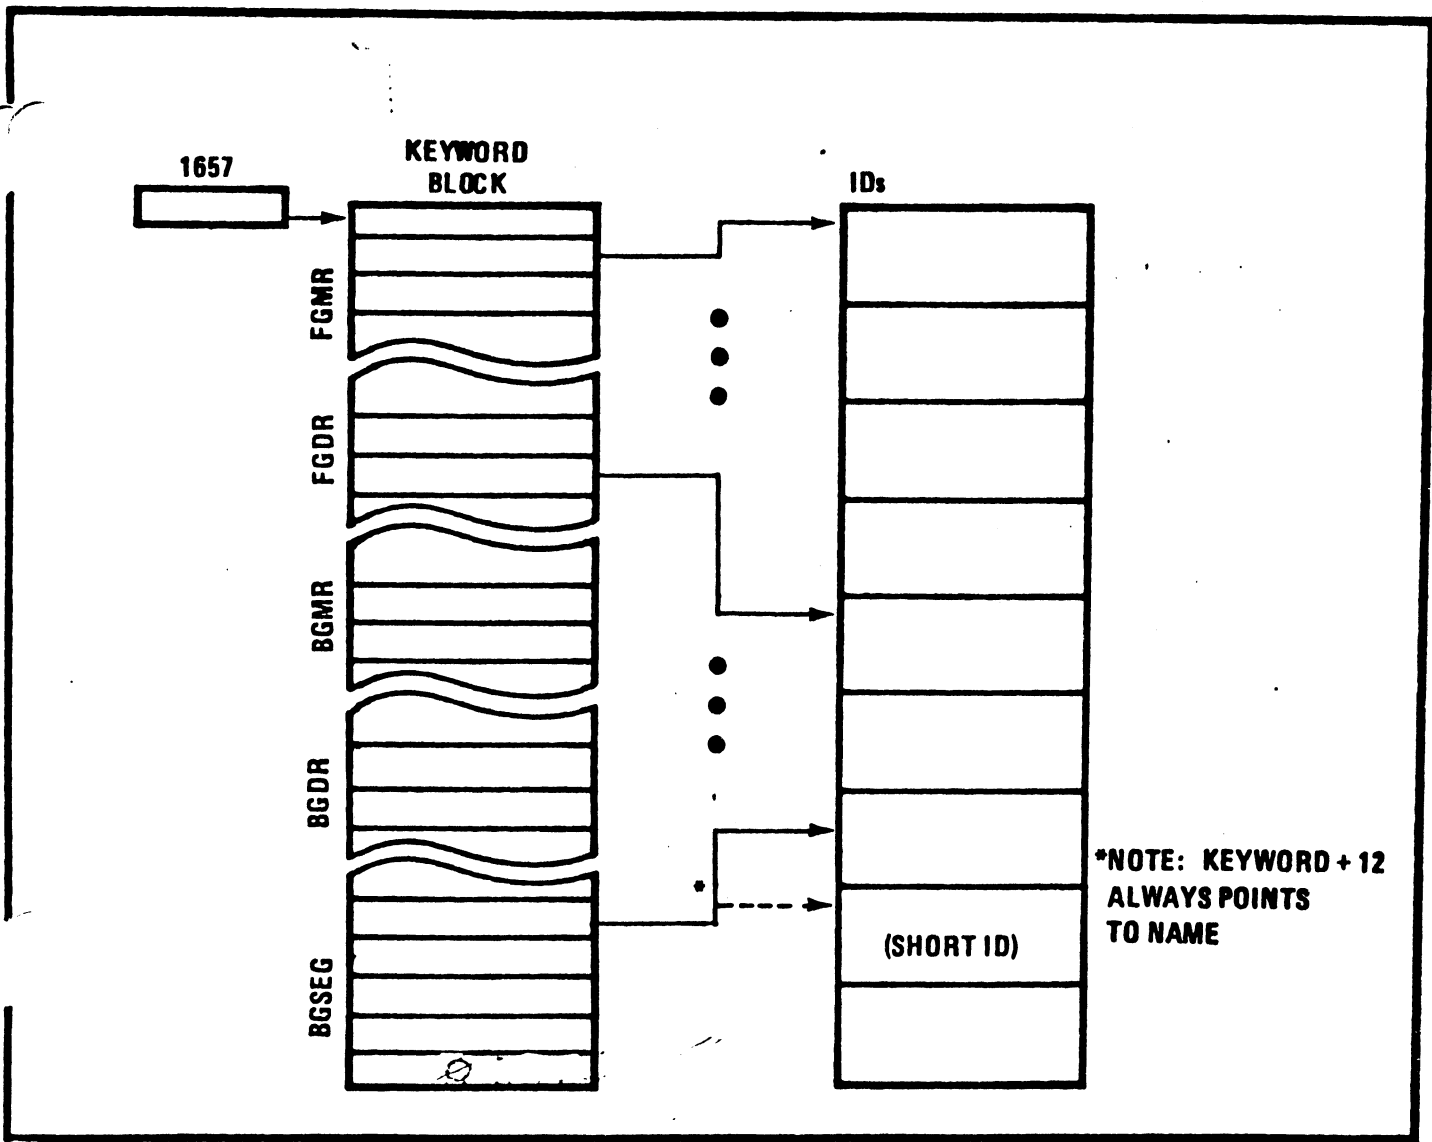 1657
KEYWORD
BLOCK
IDs
FGMR
FGDR
BGMR
BGDR
BGSEG
*
*NOTE: KEYWORD + 12
ALWAYS POINTS
TO NAME
(SHORT ID)
Ø